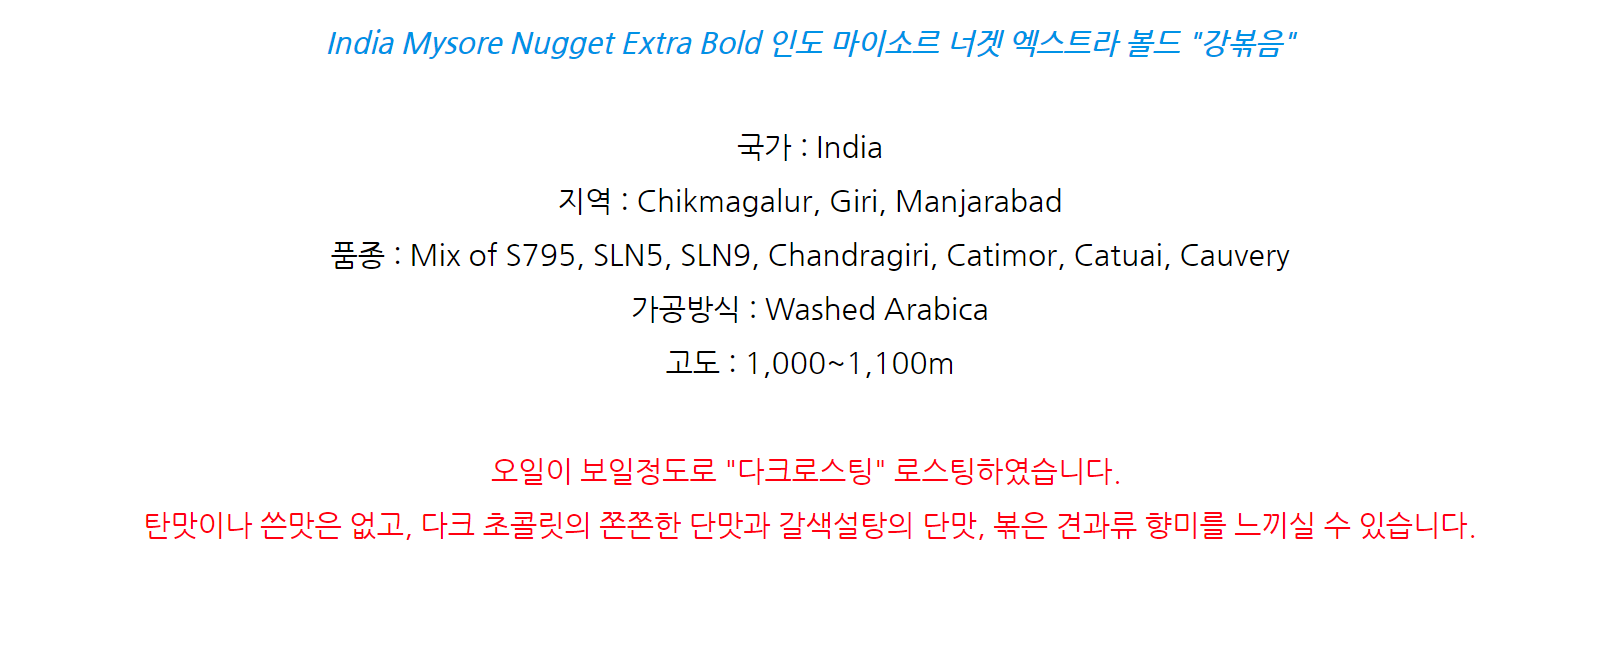 India Mysore Nugget Extra Bold 인도 마이소르 너겟 엑스트라 볼드 "강볶음"
국가 : India
지역 : Chikmagalur, Giri, Manjarabad
품종 : Mix of S795, SLN5, SLN9, Chandragiri, Catimor, Catuai, Cauvery
가공방식 : Washed Arabica
고도 : 1,000~1,100m
오일이 보일정도로 "다크로스팅" 로스팅하였습니다.
탄맛이나 쓴맛은 없고, 다크 초콜릿의 쫀쫀한 단맛과 갈색설탕의 단맛, 볶은 견과류 향미를 느끼실 수 있습니다.